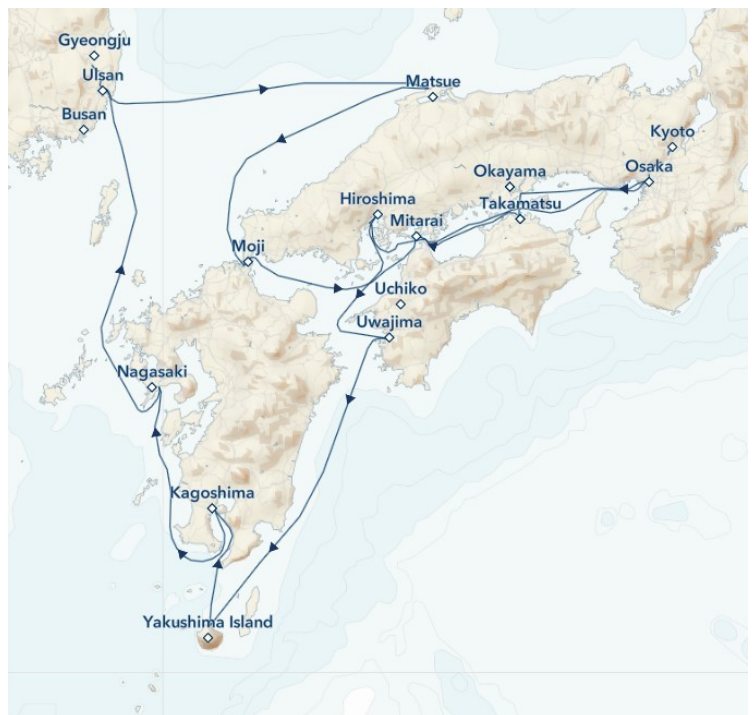 Gyeongju
Ulsan
Busan
Matsue
Kyoto
Osaka
Okayama
Takamatsu
Hiroshima
Mitarai
Moji
Uchiko
Uwajima
Nagasaki
Kagoshima
Yakushima Island